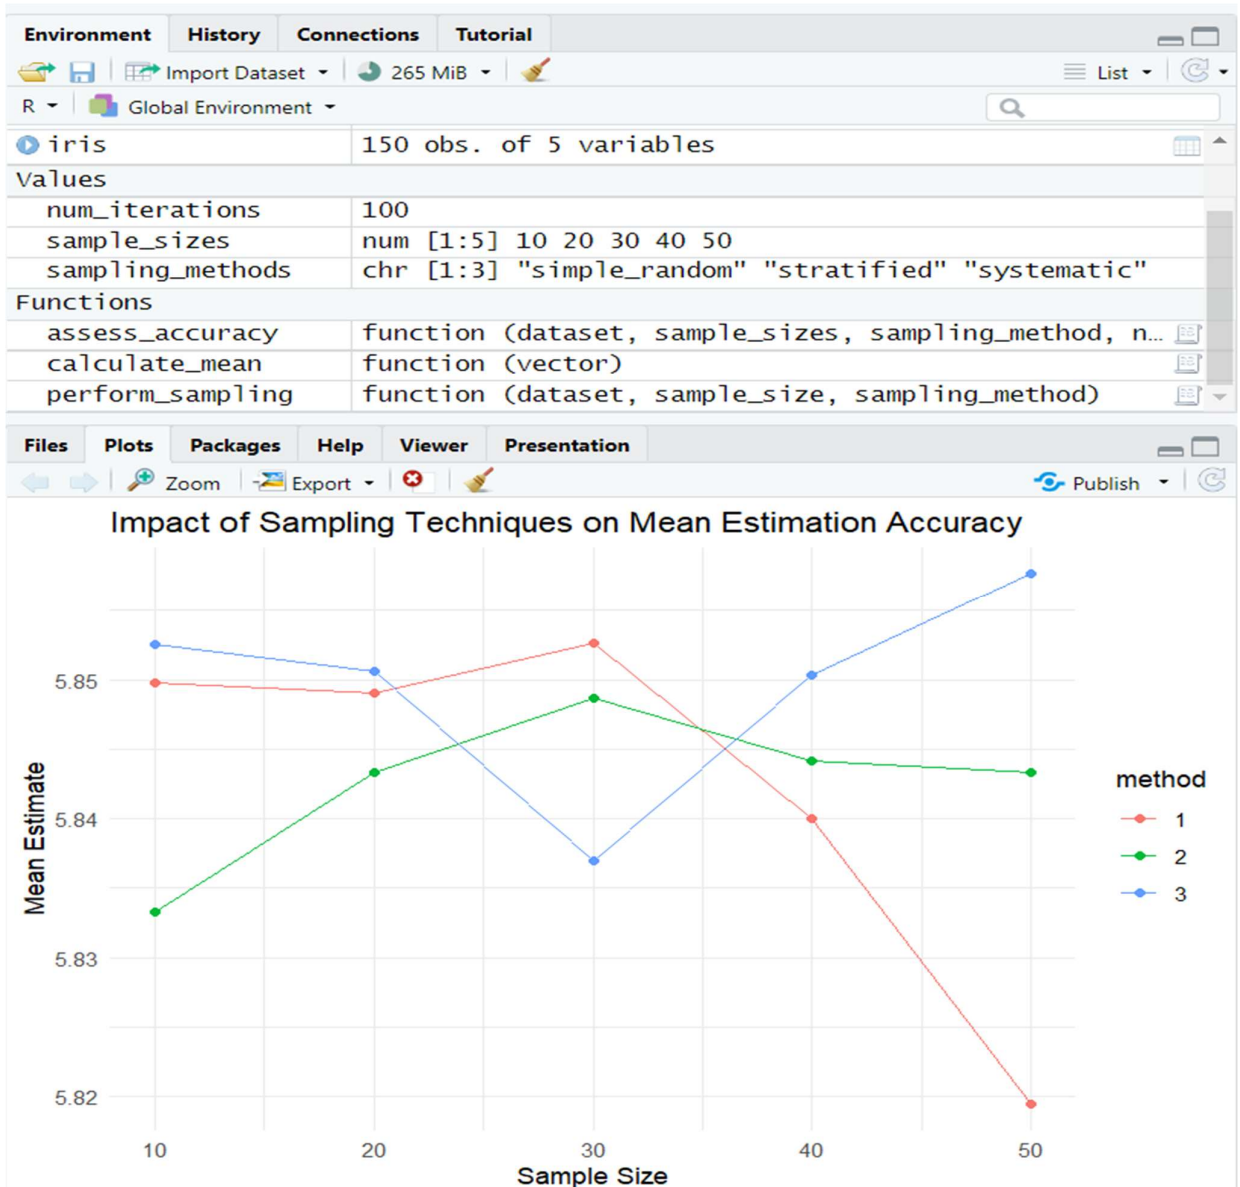 Environment History Connections Tutorial
Import Dataset 265 MiB List
R Global Environment
iris 150 obs. of 5 variables
Values
num_iterations 100
sample_sizes num [1:5] 10 20 30 40 50
sampling_methods chr [1:3] "simple_random" "stratified" "systematic"
Functions
assess_accuracy function (dataset, sample_sizes, sampling_method, n…
calculate_mean function (vector)
perform_sampling function (dataset, sample_size, sampling_method)
Files Plots Packages Help Viewer Presentation
Zoom Export Publish
Impact of Sampling Techniques on Mean Estimation Accuracy
Mean Estimate
5.85
5.84
5.83
5.82
10 20 30 40 50
Sample Size
method
1
2
3